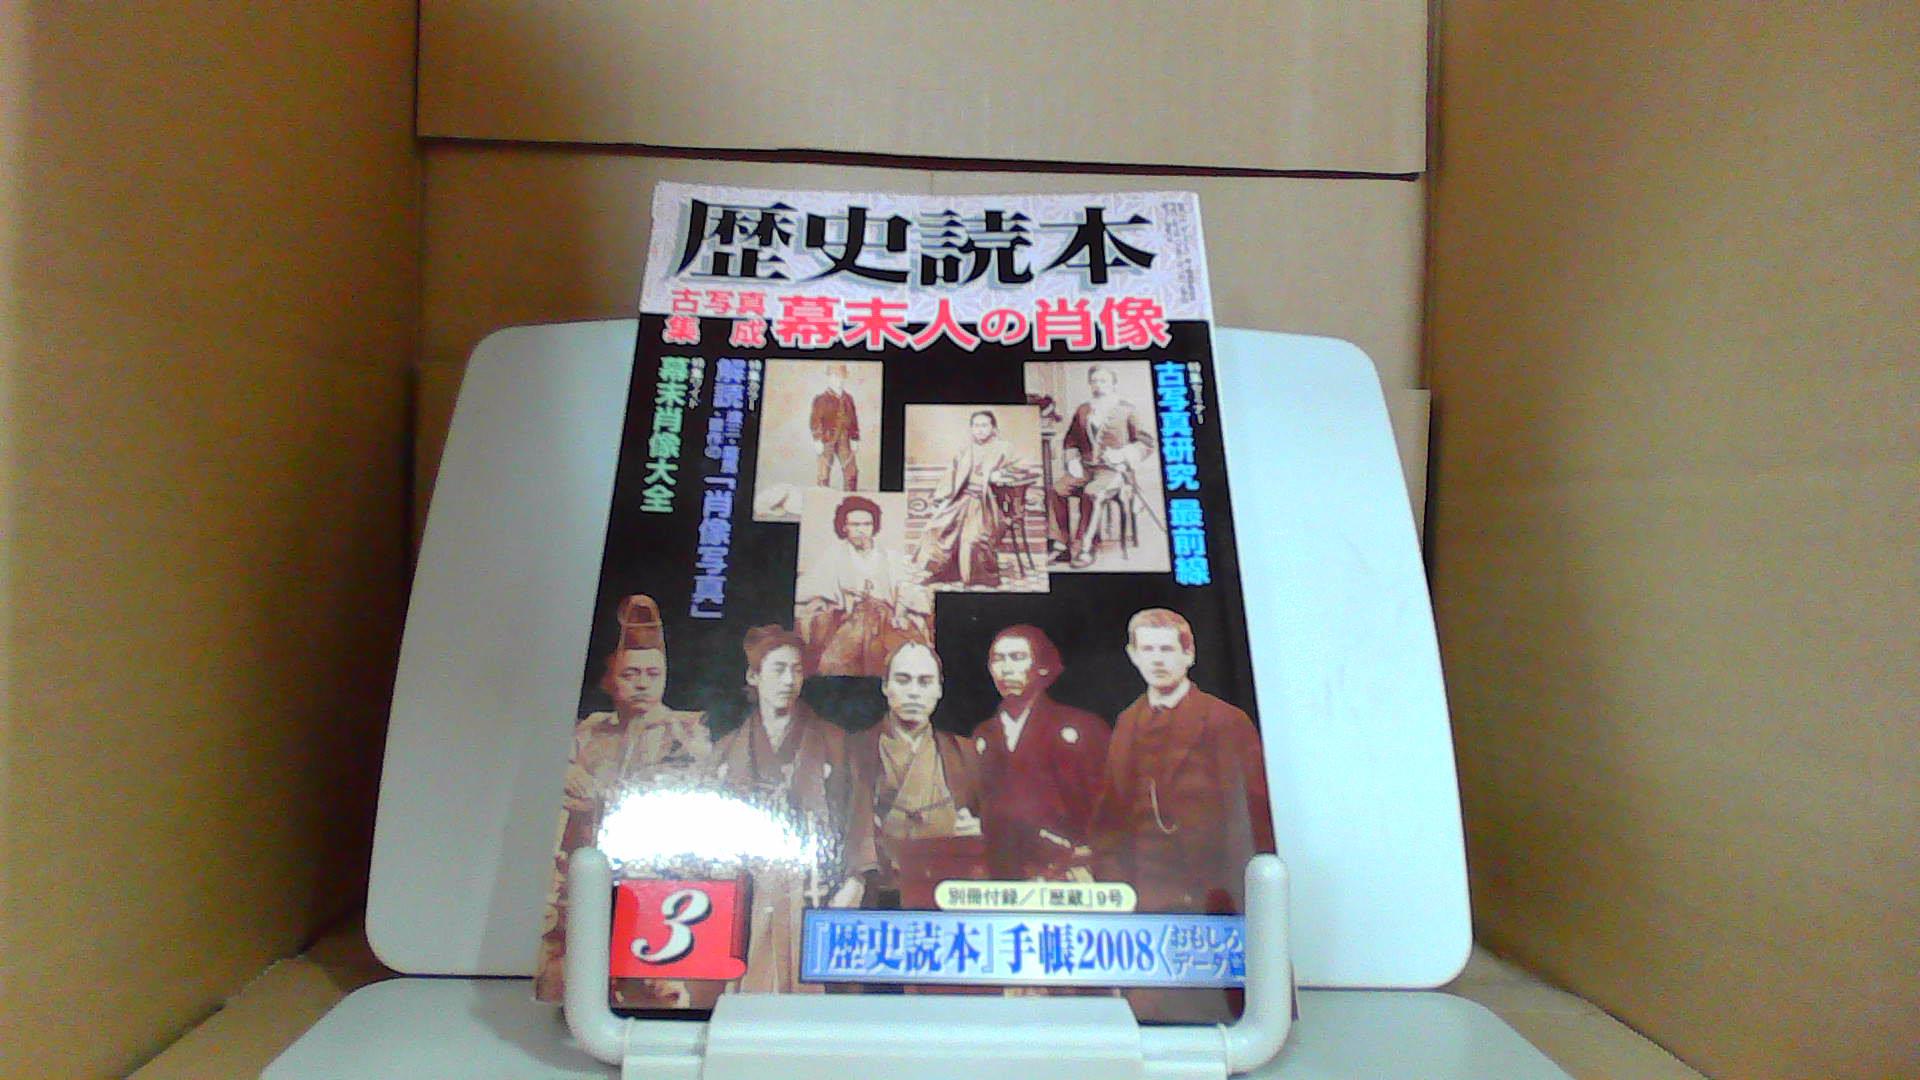 歴史読本
古写真
集成
幕末人の肖像
古写真研究 最前線
解読
「肖像写真」
幕末肖像大全
3
別冊付録／「歴蔵」9号
『歴史読本』手帳2008〈おもしろ
データ篇